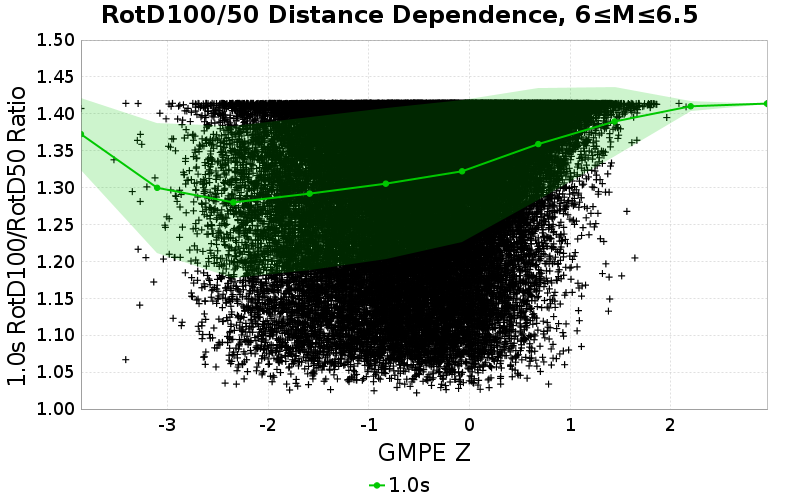 RotD100/50 Distance Dependence, 6≤M≤6.5
1.0s RotD100/RotD50 Ratio
1.50
1.45
1.40
1.35
1.30
1.25
1.20
1.15
1.10
1.05
1.00
-3 -2 -1 0 1 2
GMPE Z
1.0s